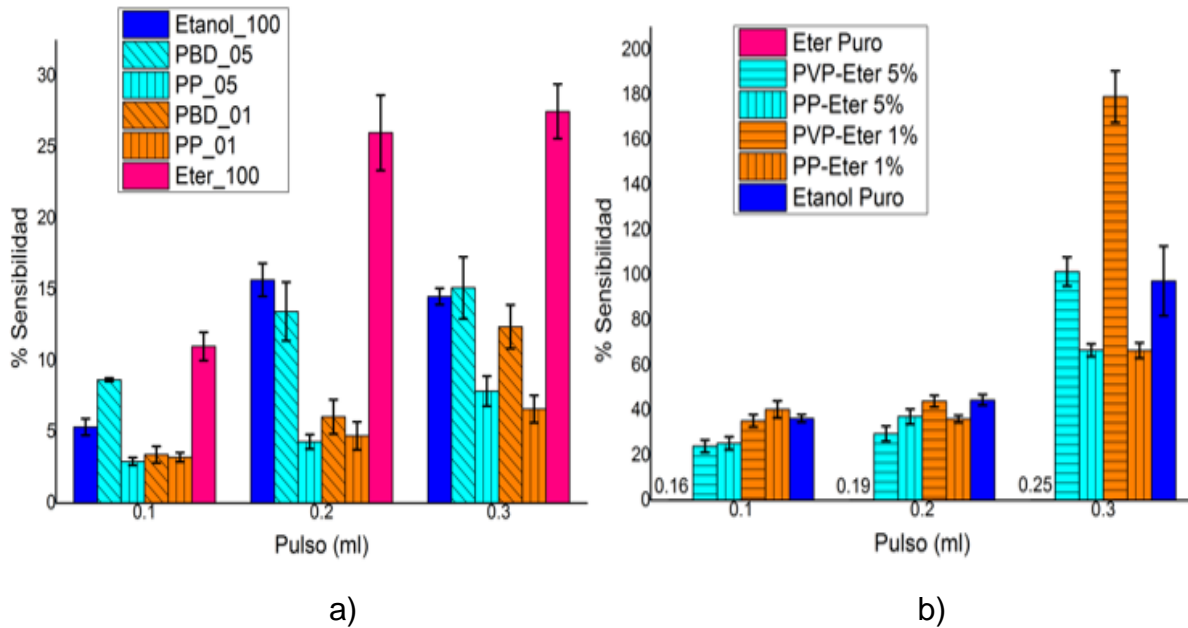 Etanol_100
PBD_05
PP_05
PBD_01
PP_01
Eter_100
30
25
20
15
10
5
0
% Sensibilidad
0.1 0.2 0.3
Pulso (ml)
a)
Eter Puro
PVP-Eter 5%
PP-Eter 5%
PVP-Eter 1%
PP-Eter 1%
Etanol Puro
200
180
160
140
120
100
80
60
40
20
0
% Sensibilidad
0.16 0.19 0.25
0.1 0.2 0.3
Pulso (ml)
b)